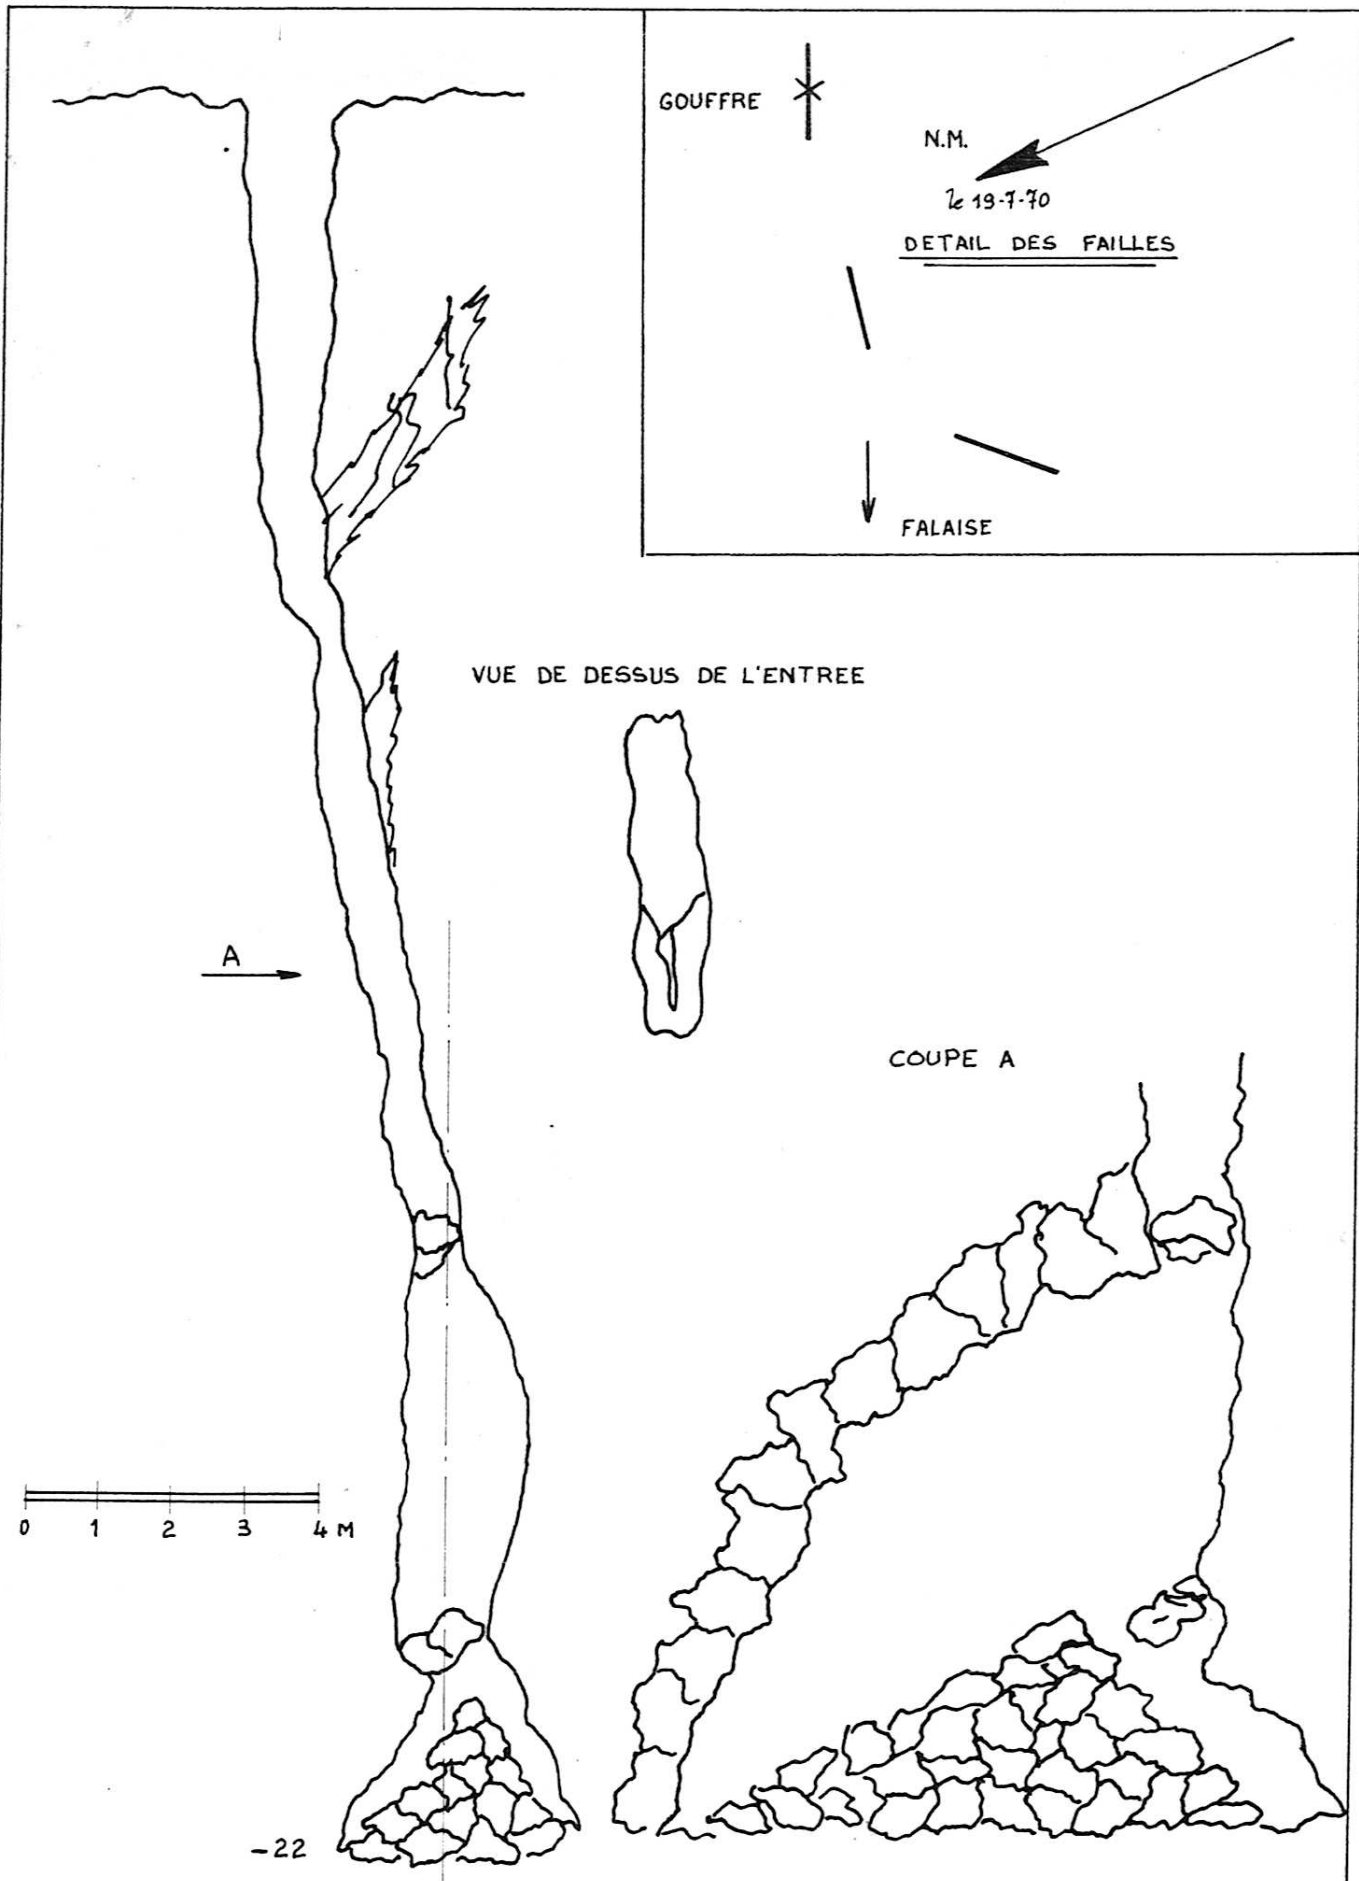 GOUFFRE
N.M.
le 19-7-70
DETAIL DES FAILLES
FALAISE
VUE DE DESSUS DE L'ENTREE
A
COUPE A
0 1 2 3 4 M
-22